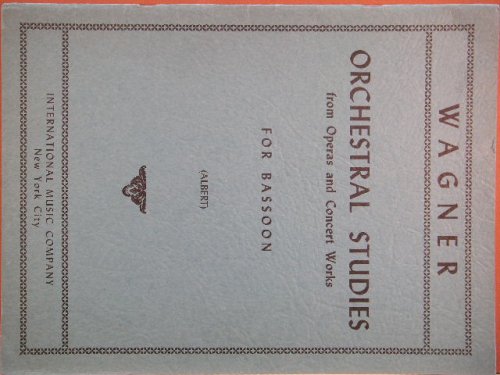 WAGNER
ORCHESTRAL STUDIES
from Operas and Concert Works
FOR BASSOON
(ALBERT)
INTERNATIONAL MUSIC COMPANY
New York City